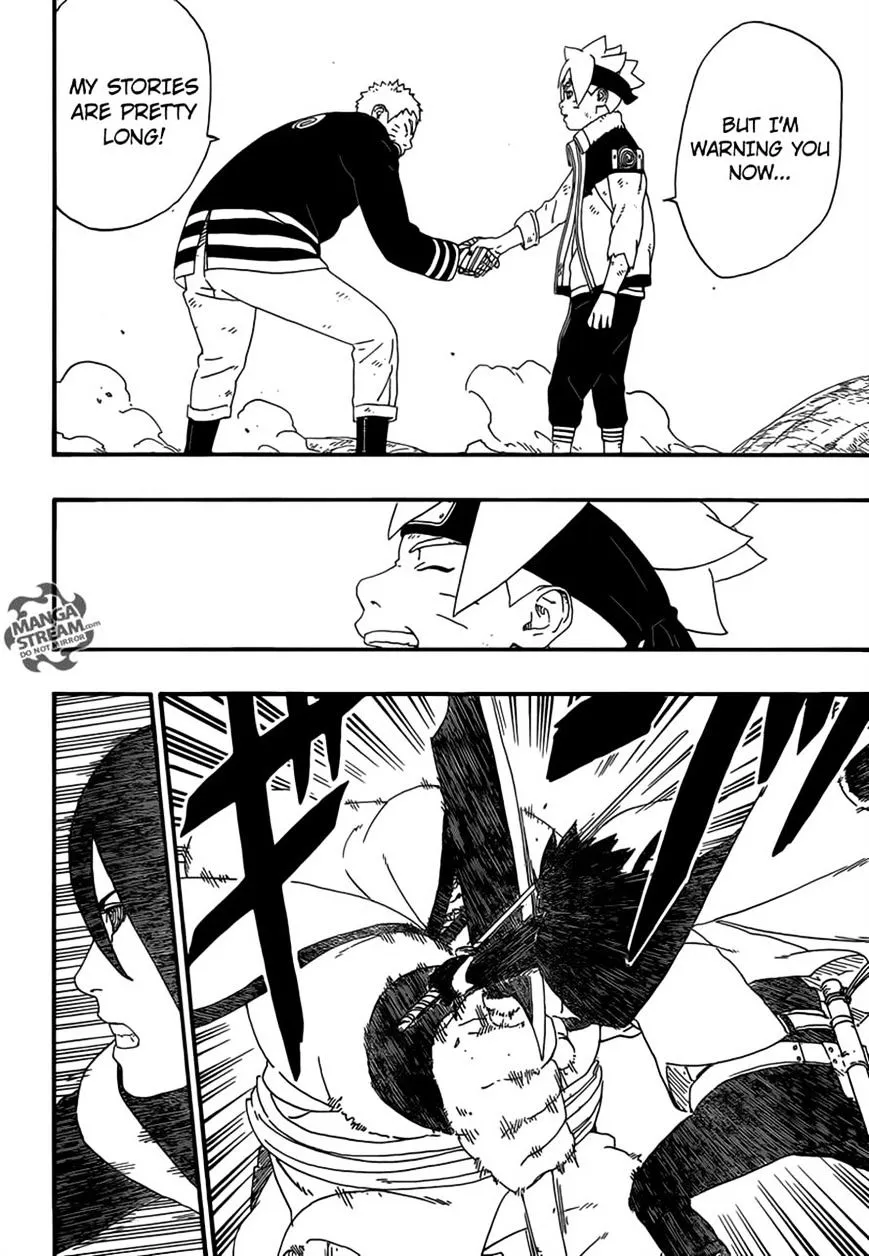 BUT I'M
WARNING YOU
NOW...
MY STORIES
ARE PRETTY
LONG!
MANGA
STREAM.com
DO NOT MIRROR